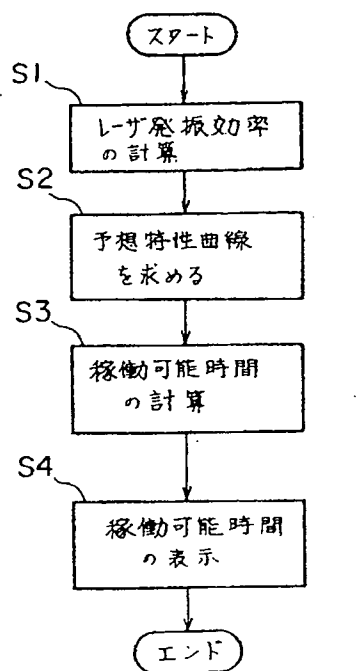 スタート
S1
レーザ発振効率
の計算
S2
予想特性曲線
を求める
S3
稼働可能時間
の計算
S4
稼働可能時間
の表示
エンド